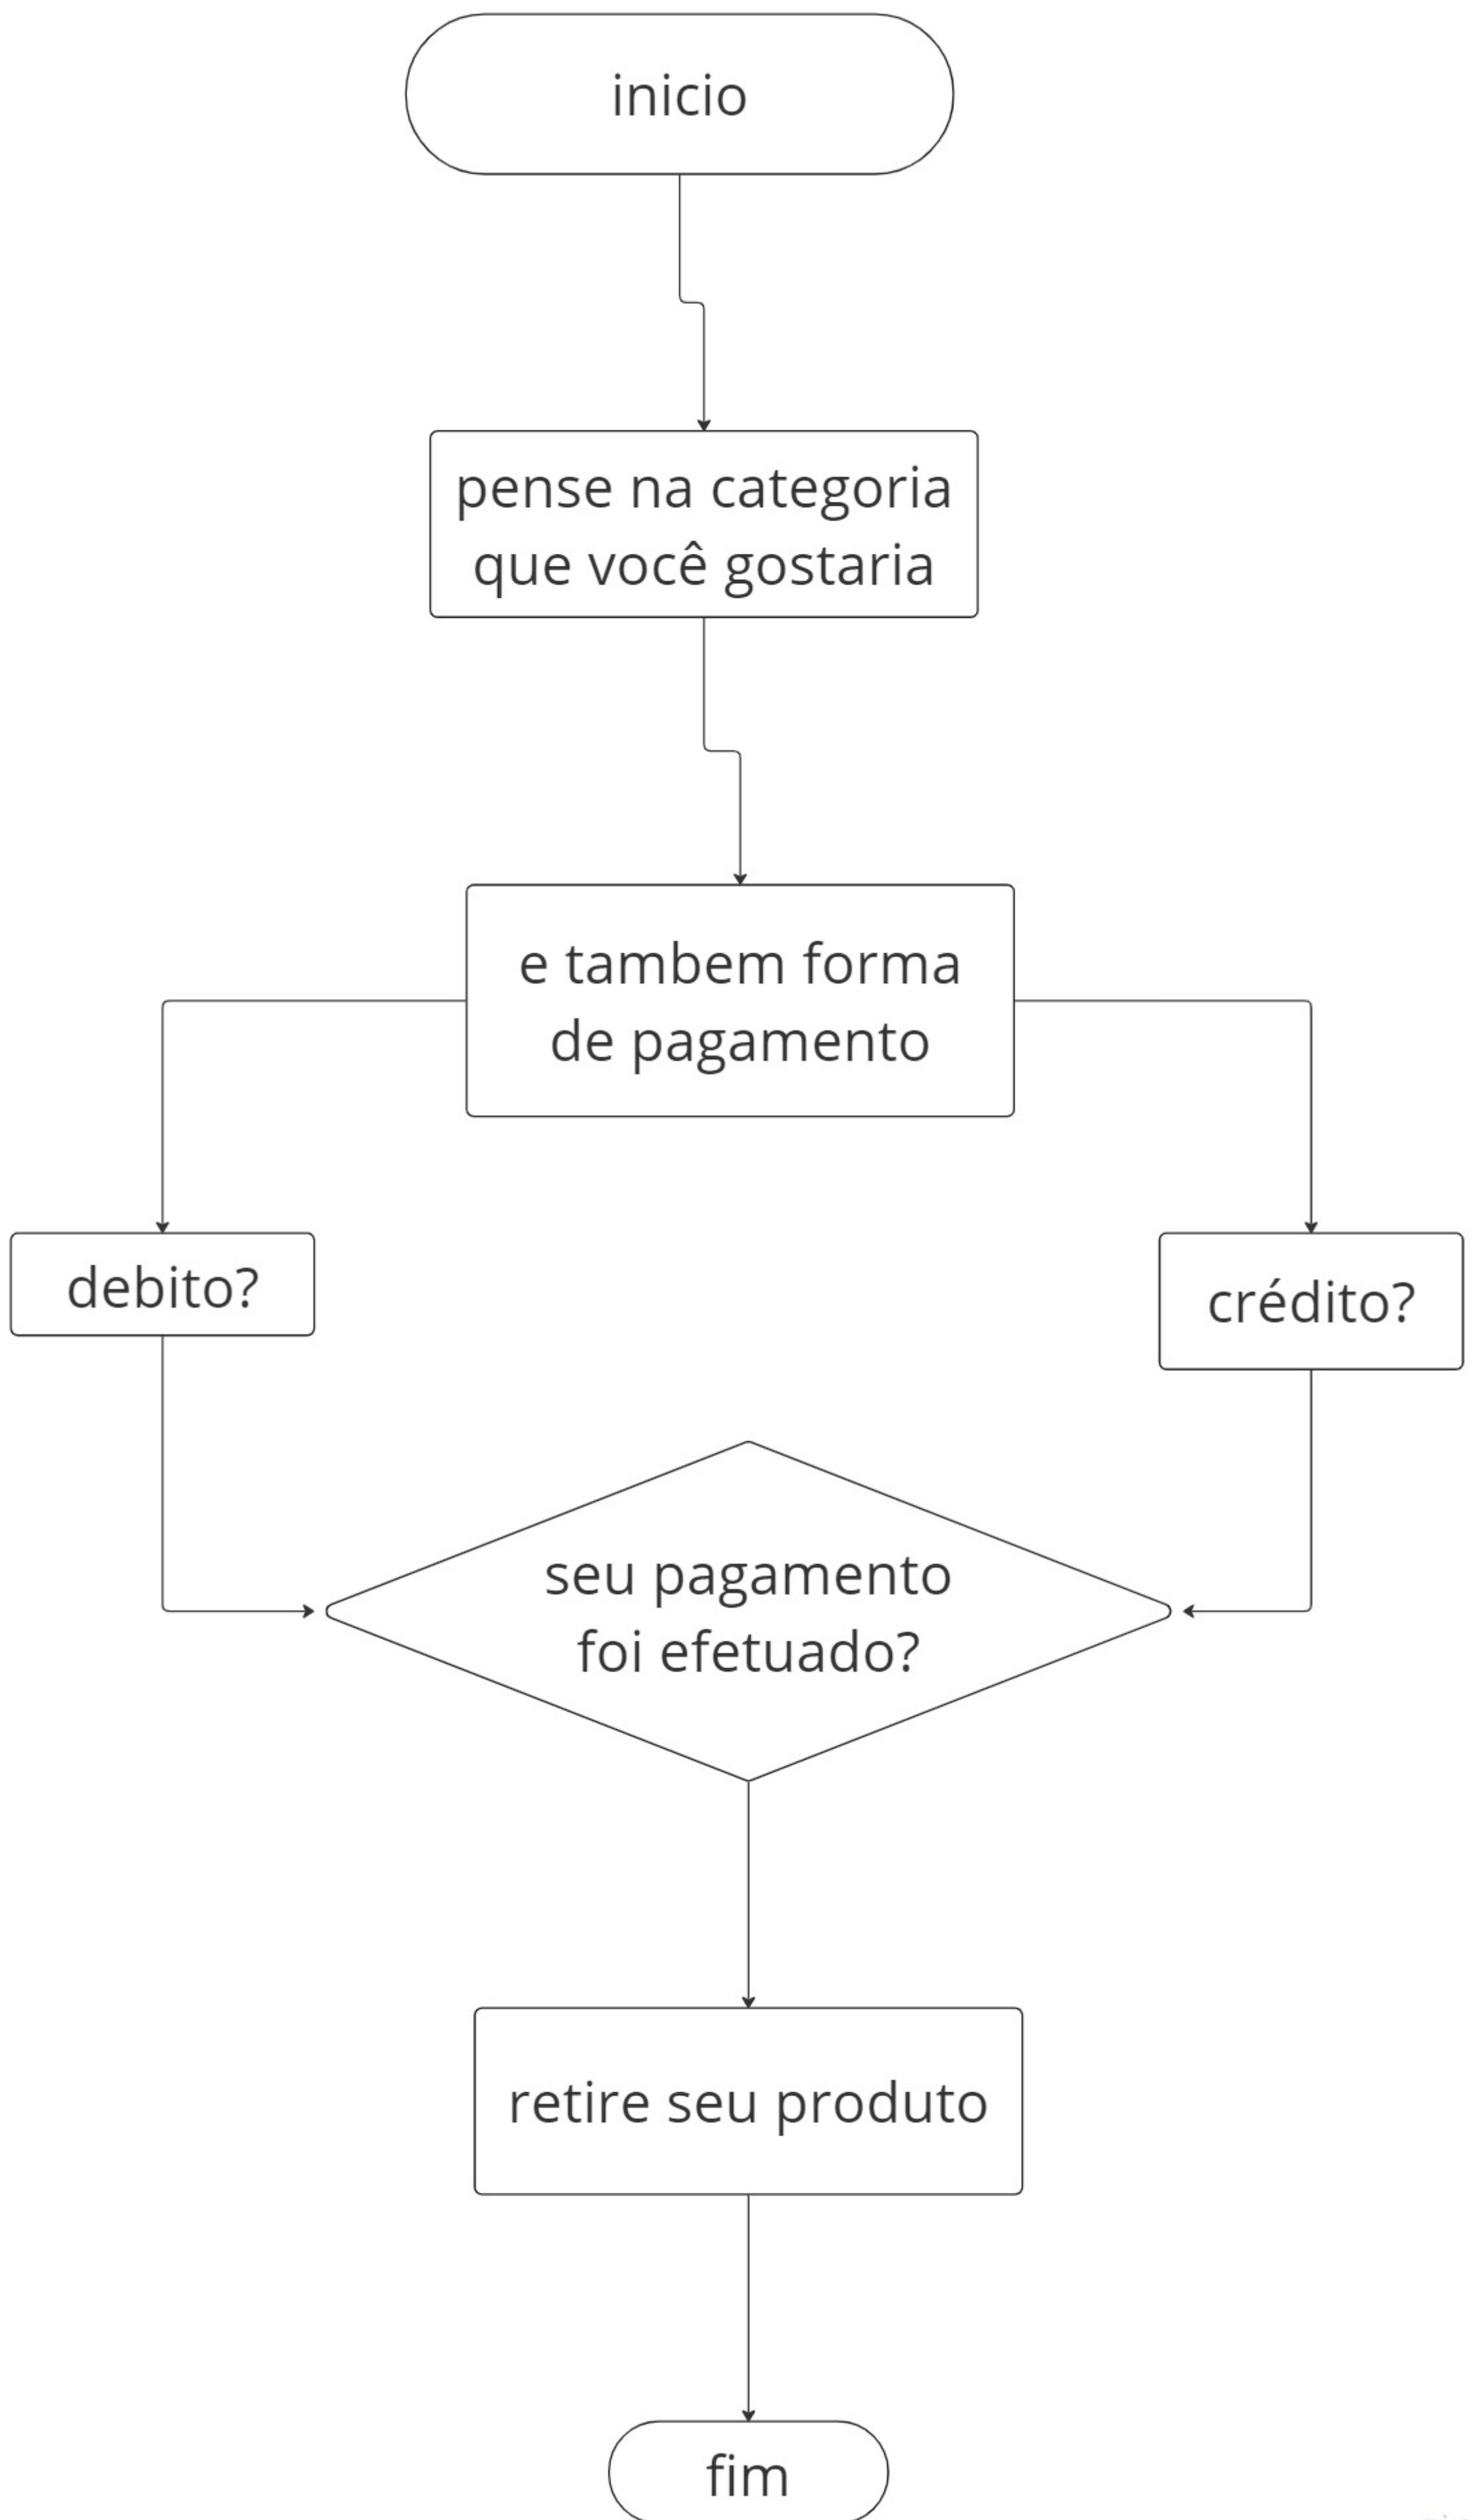 inicio
pense na categoria
que você gostaria
e tambem forma
de pagamento
debito?
crédito?
seu pagamento
foi efetuado?
retire seu produto
fim